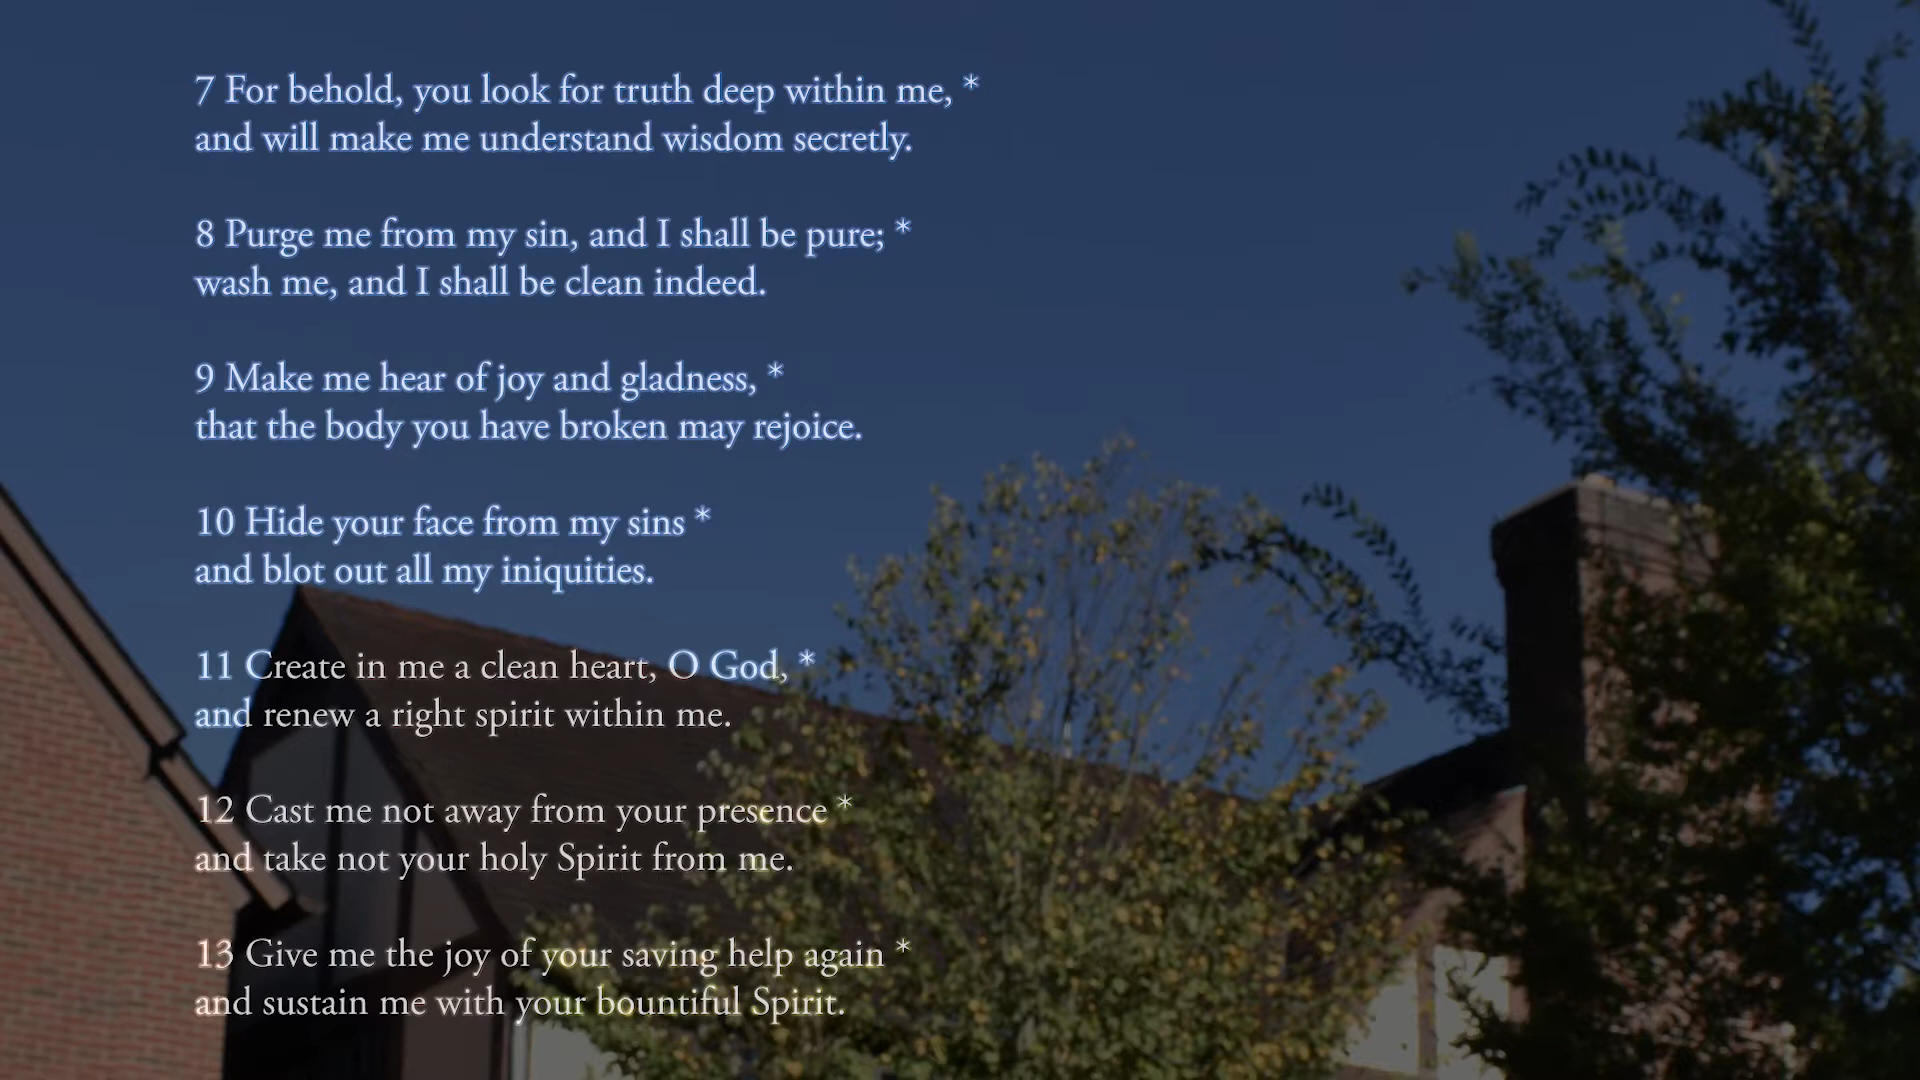 7 For behold, you look for truth deep within me, *
and will make me understand wisdom secretly.
8 Purge me from my sin, and I shall be pure; *
wash me, and I shall be clean indeed.
9 Make me hear of joy and gladness, *
that the body you have broken may rejoice.
10 Hide your face from my sins *
and blot out all my iniquities.
11 Create in me a clean heart, O God, *
and renew a right spirit within me.
12 Cast me not away from your presence *
and take not your holy Spirit from me.
13 Give me the joy of your saving help again *
and sustain me with your bountiful Spirit.